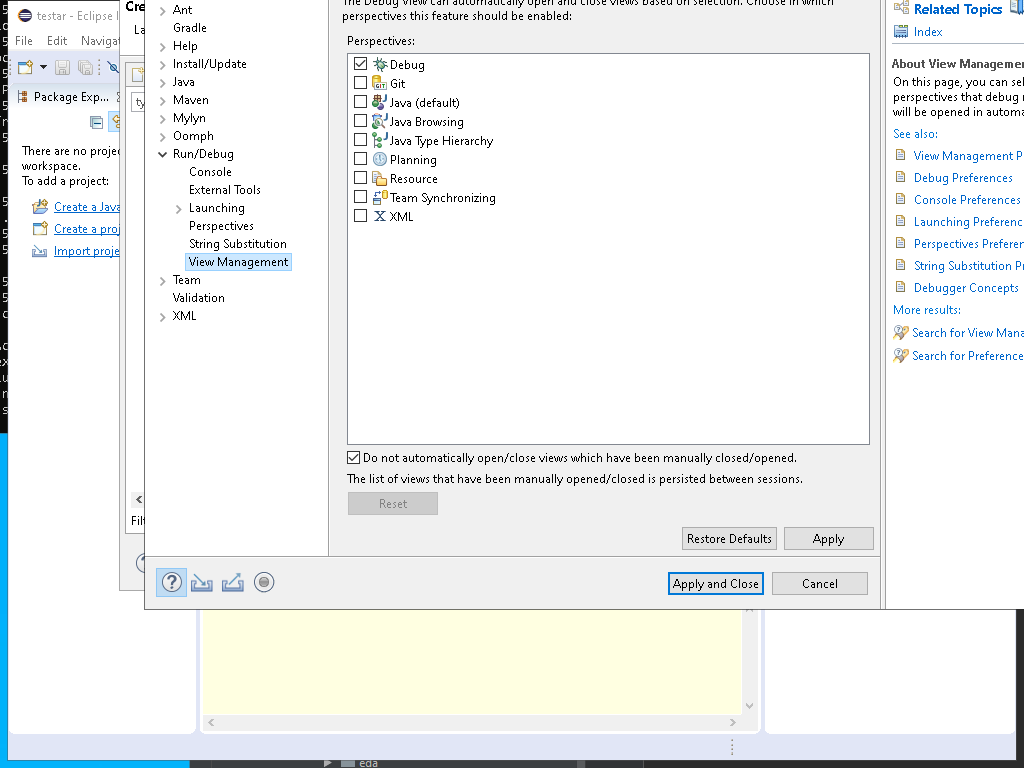 testar - Eclipse I
File Edit Navigat
Package Exp...
There are no proje
workspace.
To add a project:
Create a Java
Create a proj
Import proje
Cre
La
ty
Filt
Ant
Gradle
Help
Install/Update
Java
Maven
Mylyn
Oomph
Run/Debug
Console
External Tools
Launching
Perspectives
String Substitution
View Management
Team
Validation
XML
The Debug View can automatically open and close views based on selection. Choose in which
perspectives this feature should be enabled:
Perspectives:
Debug
Git
Java (default)
Java Browsing
Java Type Hierarchy
Planning
Resource
Team Synchronizing
XML
Do not automatically open/close views which have been manually closed/opened.
The list of views that have been manually opened/closed is persisted between sessions.
Reset
Restore Defaults Apply
Apply and Close Cancel
Related Topics
Index
About View Managemen
On this page, you can sel
perspectives that debug
will be opened in automa
See also:
View Management P
Debug Preferences
Console Preferences
Launching Preferenc
Perspectives Preferen
String Substitution Pr
Debugger Concepts
More results:
Search for View Mana
Search for Preference
eda